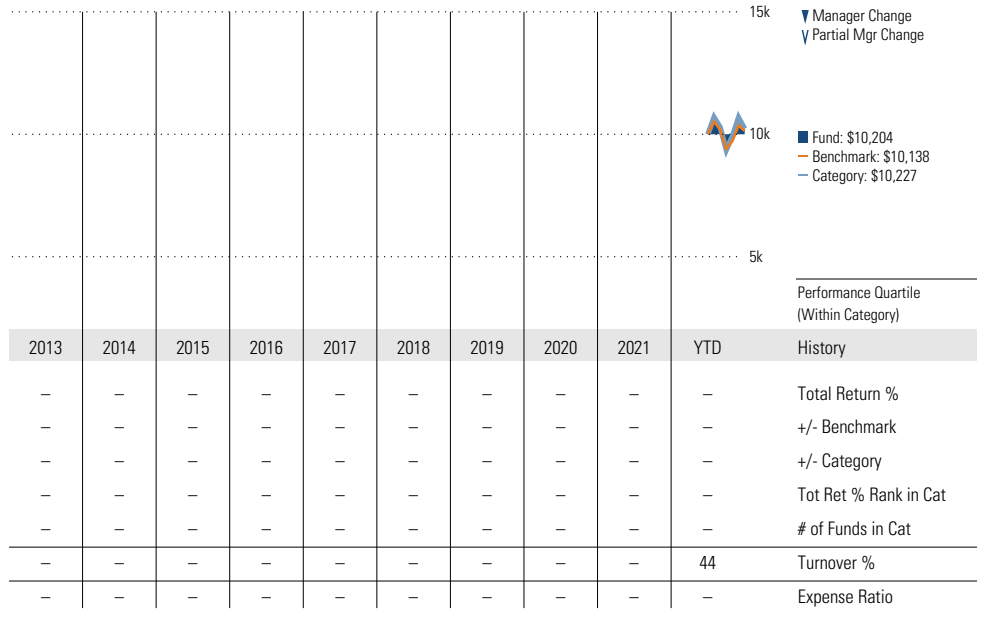 15k
Manager Change
Partial Mgr Change
10k
Fund: $10,204
Benchmark: $10,138
Category: $10,227
5k
Performance Quartile
(Within Category)
2013 2014 2015 2016 2017 2018 2019 2020 2021 YTD History
– – – – – – – – – – Total Return %
– – – – – – – – – – +/- Benchmark
– – – – – – – – – – +/- Category
– – – – – – – – – – Tot Ret % Rank in Cat
– – – – – – – – – – # of Funds in Cat
– – – – – – – – – 44 Turnover %
– – – – – – – – – – Expense Ratio